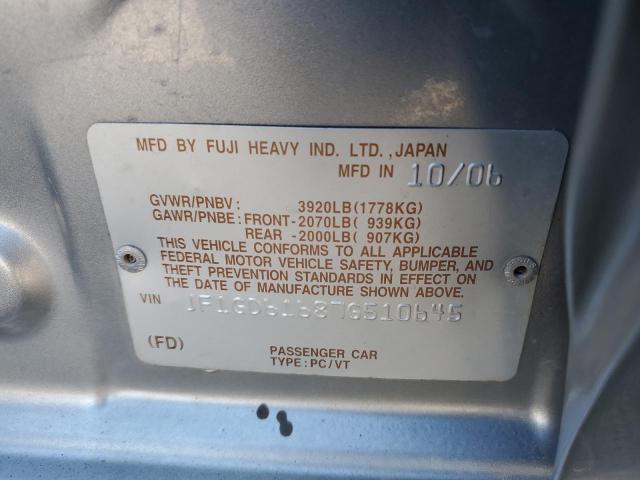 MFD BY FUJI HEAVY IND. LTD.,JAPAN
MFD IN 10/06
GVWR/PNBV : 3920LB(1778KG)
GAWR/PNBE:FRONT-2070LB( 939KG)
REAR -2000LB( 907KG)
THIS VEHICLE CONFORMS TO ALL APPLICABLE
FEDERAL MOTOR VEHICLE SAFETY, BUMPER, AND
THEFT PREVENTION STANDARDS IN EFFECT ON THE
DATE OF MANUFACTURE SHOWN ABOVE.
VIN JF1GD61687G510645
(FD)
PASSENGER CAR
TYPE:PC/VT